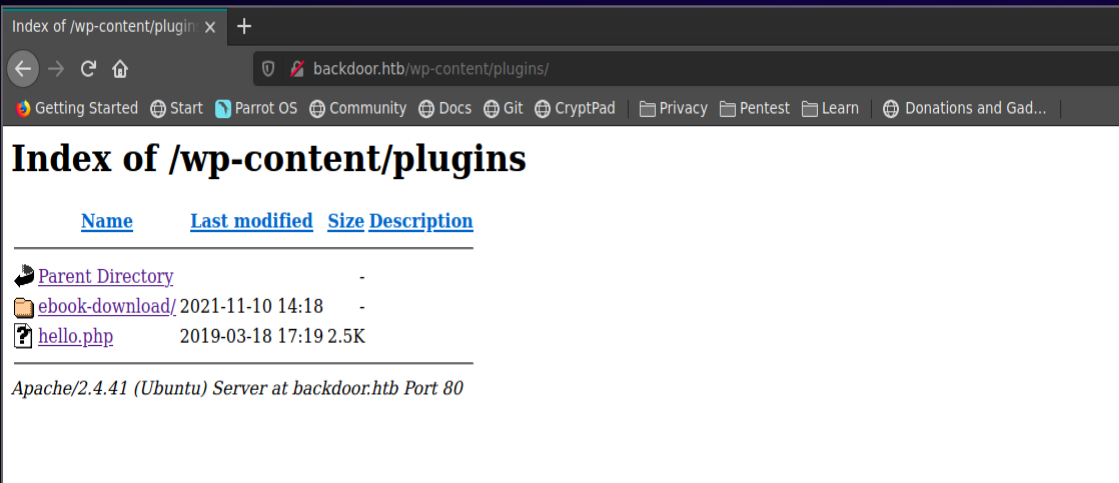 Index of /wp-content/plugin
backdoor.htb/wp-content/plugins/
Getting Started Start Parrot OS Community Docs Git CryptPad Privacy Pentest Learn Donations and Gad...
Index of /wp-content/plugins
Name Last modified Size Description
Parent Directory -
ebook-download/ 2021-11-10 14:18 -
hello.php 2019-03-18 17:19 2.5K
Apache/2.4.41 (Ubuntu) Server at backdoor.htb Port 80